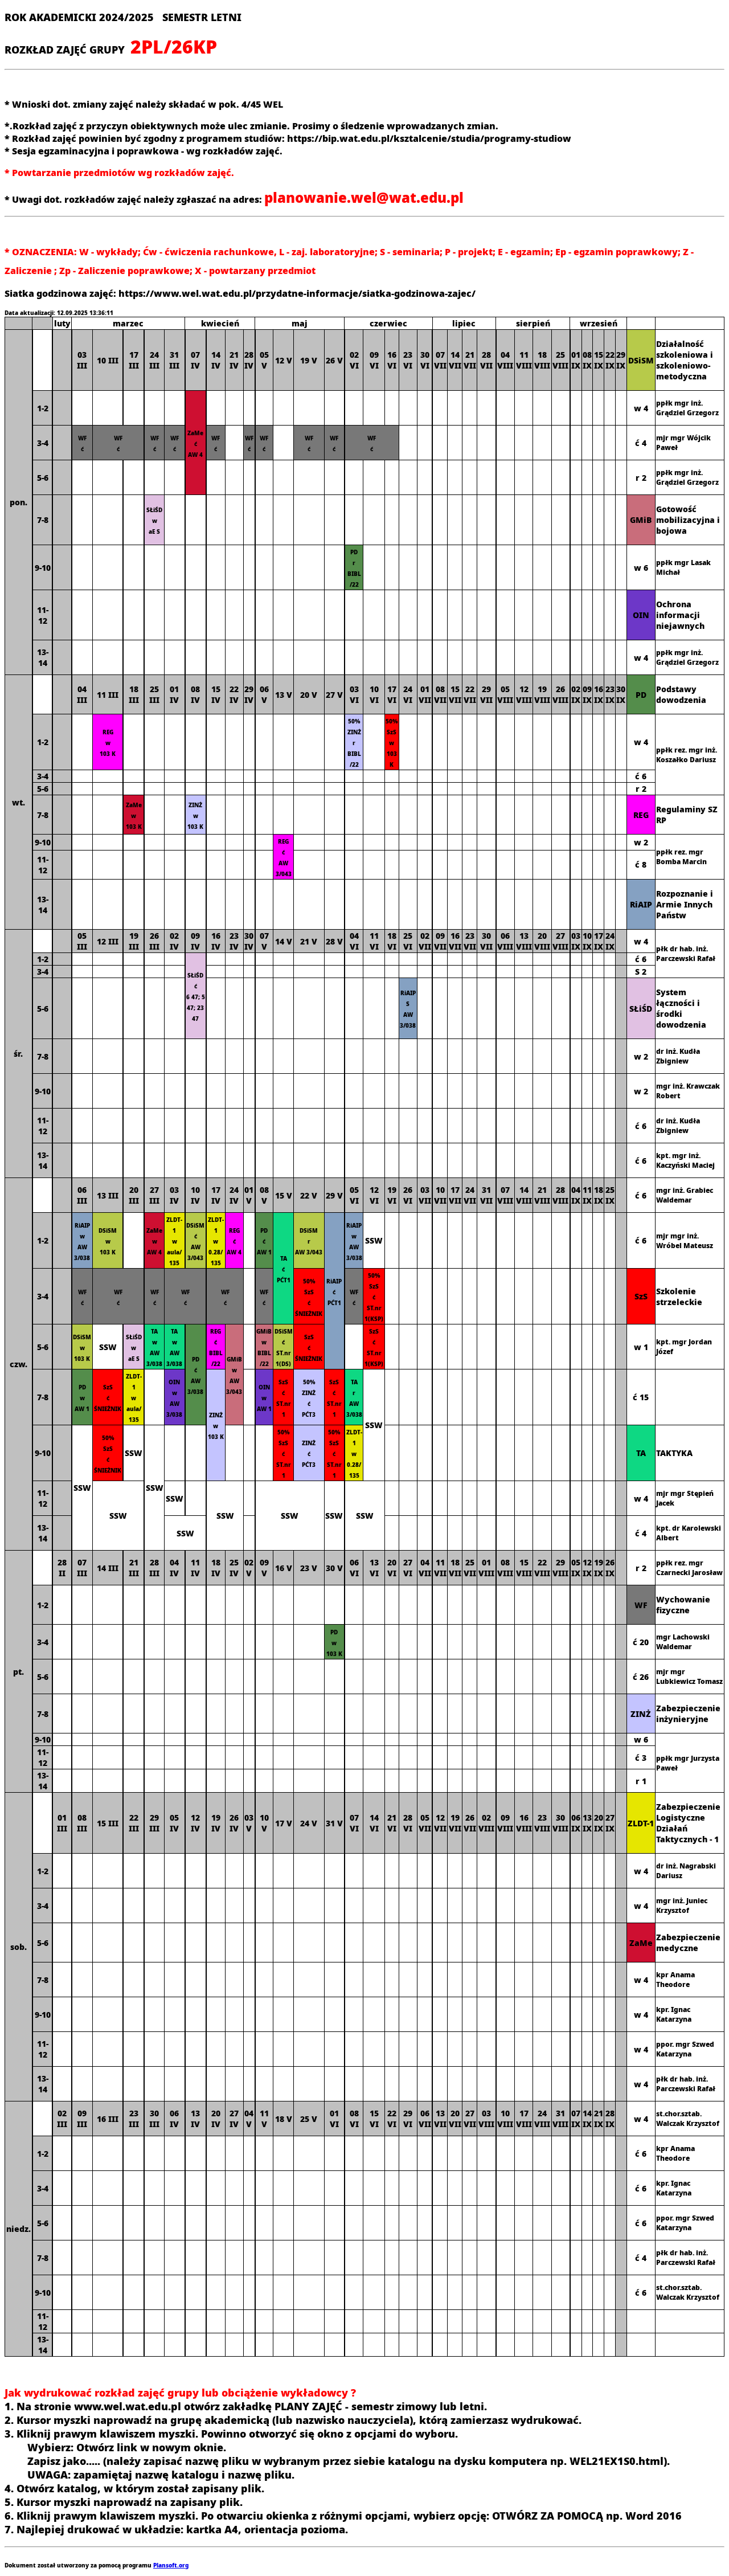 ROK AKADEMICKI 2024/2025 SEMESTR LETNI
ROZKŁAD ZAJĘĆ GRUPY 2PL/26KP
* Wnioski dot. zmiany zajęć należy składać w pok. 4/45 WEL
*.Rozkład zajęć z przyczyn obiektywnych może ulec zmianie. Prosimy o śledzenie wprowadzanych zmian.
* Rozkład zajęć powinien być zgodny z programem studiów: https://bip.wat.edu.pl/ksztalcenie/studia/programy-studiow
* Sesja egzaminacyjna i poprawkowa - wg rozkładów zajęć.
* Powtarzanie przedmiotów wg rozkładów zajęć.
* Uwagi dot. rozkładów zajęć należy zgłaszać na adres: planowanie.wel@wat.edu.pl
* OZNACZENIA: W - wykłady; Ćw - ćwiczenia rachunkowe, L - zaj. laboratoryjne; S - seminaria; P - projekt; E - egzamin; Ep - egzamin poprawkowy; Z -
Zaliczenie ; Zp - Zaliczenie poprawkowe; X - powtarzany przedmiot
Siatka godzinowa zajęć: https://www.wel.wat.edu.pl/przydatne-informacje/siatka-godzinowa-zajec/
Data aktualizacji: 12.09.2025 13:36:11
luty marzec kwiecień maj czerwiec lipiec sierpień wrzesień
pon. 03 III 10 III 17 III 24 III 31 III 07 IV 14 IV 21 IV 28 IV 05 V 12 V 19 V 26 V 02 VI 09 VI 16 VI 23 VI 30 VI 07 VII 14 VII 21 VII 28 VII 04 VIII 11 VIII 18 VIII 25 VIII 01 IX 08 IX 15 IX 22 IX 29 IX DSiSM Działalność szkoleniowa i szkoleniowo-metodyczna
1-2 ZaMe ć AW 4 w 4 ppłk mgr inż. Grądziel Grzegorz
3-4 WF ć WF ć WF ć WF ć WF ć WF ć WF ć WF ć WF ć WF ć ć 4 mjr mgr Wójcik Paweł
5-6 r 2 ppłk mgr inż. Grądziel Grzegorz
7-8 SŁiŚD w aE 5 GMiB Gotowość mobilizacyjna i bojowa
9-10 PD r BIBL /22 w 6 ppłk mgr Lasak Michał
11-12 OIN Ochrona informacji niejawnych
13-14 w 4 ppłk mgr inż. Grądziel Grzegorz
wt. 04 III 11 III 18 III 25 III 01 IV 08 IV 15 IV 22 IV 29 IV 06 V 13 V 20 V 27 V 03 VI 10 VI 17 VI 24 VI 01 VII 08 VII 15 VII 22 VII 29 VII 05 VIII 12 VIII 19 VIII 26 VIII 02 IX 09 IX 16 IX 23 IX 30 IX PD Podstawy dowodzenia
1-2 REG w 103 K 50% ZINŻ r BIBL /22 50% SzS w 103 K w 4 ppłk rez. mgr inż. Koszałko Dariusz
3-4 ć 6
5-6 r 2
7-8 ZaMe w 103 K ZINŻ w 103 K REG Regulaminy SZ RP
9-10 REG ć AW 3/043 w 2 ppłk rez. mgr Bomba Marcin
11-12 ć 8
13-14 RiAIP Rozpoznanie i Armie Innych Państw
śr. 05 III 12 III 19 III 26 III 02 IV 09 IV 16 IV 23 IV 30 IV 07 V 14 V 21 V 28 V 04 VI 11 VI 18 VI 25 VI 02 VII 09 VII 16 VII 23 VII 30 VII 06 VIII 13 VIII 20 VIII 27 VIII 03 IX 10 IX 17 IX 24 IX w 4 płk dr hab. inż. Parczewski Rafał
1-2 SŁiŚD ć 6 47; 5 47; 23 47 ć 6
3-4 S 2
5-6 RiAIP S AW 3/038 SŁiŚD System łączności i środki dowodzenia
7-8 w 2 dr inż. Kudła Zbigniew
9-10 w 2 mgr inż. Krawczak Robert
11-12 ć 6 dr inż. Kudła Zbigniew
13-14 ć 6 kpt. mgr inż. Kaczyński Maciej
czw. 06 III 13 III 20 III 27 III 03 IV 10 IV 17 IV 24 IV 01 V 08 V 15 V 22 V 29 V 05 VI 12 VI 19 VI 26 VI 03 VII 10 VII 17 VII 24 VII 31 VII 07 VIII 14 VIII 21 VIII 28 VIII 04 IX 11 IX 18 IX 25 IX ć 6 mgr inż. Grabiec Waldemar
1-2 RiAIP w AW 3/038 DSiSM w 103 K ZaMe w AW 4 ZLDT-1 w aula/ 135 DSiSM ć AW 3/043 ZLDT-1 w 0.28/ 135 REG ć AW 4 PD ć AW 1 TA ć PĆT1 DSiSM r AW 3/043 RiAIP ć PĆT1 RiAIP w AW 3/038 SSW ć 6 mjr mgr inż. Wróbel Mateusz
3-4 WF ć WF ć WF ć WF ć WF ć WF ć 50% SzS ć ŚNIEŻNIK WF ć 50% SzS ć ST.nr 1(KSP) SzS Szkolenie strzeleckie
5-6 DSiSM w 103 K SSW SŁiŚD w aE 5 TA w AW 3/038 TA w AW 3/038 PD ć AW 3/038 REG ć BIBL /22 GMiB w AW 3/043 GMiB w BIBL /22 DSiSM ć ST.nr 1(DS) SzS ć ŚNIEŻNIK SzS ć ST.nr 1(KSP) w 1 kpt. mgr Jordan Józef
7-8 PD w AW 1 SzS ć ŚNIEŻNIK ZLDT-1 w aula/ 135 OIN w AW 3/038 ZINŻ w 103 K OIN w AW 1 SzS ć ST.nr 1 50% ZINŻ ć PĆT3 SzS ć ST.nr 1 TA r AW 3/038 SSW ć 15
9-10 SSW 50% SzS ć ŚNIEŻNIK SSW SSW 50% SzS ć ST.nr 1 ZINŻ ć PĆT3 50% SzS ć ST.nr 1 ZLDT-1 w 0.28/ 135 TA TAKTYKA
11-12 SSW SSW SSW SSW SSW SSW w 4 mjr mgr Stępień Jacek
13-14 SSW ć 4 kpt. dr Karolewski Albert
pt. 28 II 07 III 14 III 21 III 28 III 04 IV 11 IV 18 IV 25 IV 02 V 09 V 16 V 23 V 30 V 06 VI 13 VI 20 VI 27 VI 04 VII 11 VII 18 VII 25 VII 01 VIII 08 VIII 15 VIII 22 VIII 29 VIII 05 IX 12 IX 19 IX 26 IX r 2 ppłk rez. mgr Czarnecki Jarosław
1-2 WF Wychowanie fizyczne
3-4 PD w 103 K ć 20 mgr Lachowski Waldemar
5-6 ć 26 mjr mgr Lubkiewicz Tomasz
7-8 ZINŻ Zabezpieczenie inżynieryjne
9-10 w 6 ppłk mgr Jurzysta Paweł
11-12 ć 3
13-14 r 1
sob. 01 III 08 III 15 III 22 III 29 III 05 IV 12 IV 19 IV 26 IV 03 V 10 V 17 V 24 V 31 V 07 VI 14 VI 21 VI 28 VI 05 VII 12 VII 19 VII 26 VII 02 VIII 09 VIII 16 VIII 23 VIII 30 VIII 06 IX 13 IX 20 IX 27 IX ZLDT-1 Zabezpieczenie Logistyczne Działań Taktycznych - 1
1-2 w 4 dr inż. Nagrabski Dariusz
3-4 w 4 mgr inż. Juniec Krzysztof
5-6 ZaMe Zabezpieczenie medyczne
7-8 w 4 kpr Anama Theodore
9-10 w 4 kpr. Ignac Katarzyna
11-12 w 4 ppor. mgr Szwed Katarzyna
13-14 w 4 płk dr hab. inż. Parczewski Rafał
niedz. 02 III 09 III 16 III 23 III 30 III 06 IV 13 IV 20 IV 27 IV 04 V 11 V 18 V 25 V 01 VI 08 VI 15 VI 22 VI 29 VI 06 VII 13 VII 20 VII 27 VII 03 VIII 10 VIII 17 VIII 24 VIII 31 VIII 07 IX 14 IX 21 IX 28 IX w 4 st.chor.sztab. Walczak Krzysztof
1-2 ć 6 kpr Anama Theodore
3-4 ć 6 kpr. Ignac Katarzyna
5-6 ć 6 ppor. mgr Szwed Katarzyna
7-8 ć 4 płk dr hab. inż. Parczewski Rafał
9-10 ć 6 st.chor.sztab. Walczak Krzysztof
11-12
13-14
Jak wydrukować rozkład zajęć grupy lub obciążenie wykładowcy ?
1. Na stronie www.wel.wat.edu.pl otwórz zakładkę PLANY ZAJĘĆ - semestr zimowy lub letni.
2. Kursor myszki naprowadź na grupę akademicką (lub nazwisko nauczyciela), którą zamierzasz wydrukować.
3. Kliknij prawym klawiszem myszki. Powinno otworzyć się okno z opcjami do wyboru.
Wybierz: Otwórz link w nowym oknie.
Zapisz jako..... (należy zapisać nazwę pliku w wybranym przez siebie katalogu na dysku komputera np. WEL21EX1S0.html).
UWAGA: zapamiętaj nazwę katalogu i nazwę pliku.
4. Otwórz katalog, w którym został zapisany plik.
5. Kursor myszki naprowadź na zapisany plik.
6. Kliknij prawym klawiszem myszki. Po otwarciu okienka z różnymi opcjami, wybierz opcję: OTWÓRZ ZA POMOCĄ np. Word 2016
7. Najlepiej drukować w układzie: kartka A4, orientacja pozioma.
Dokument został utworzony za pomocą programu Plansoft.org